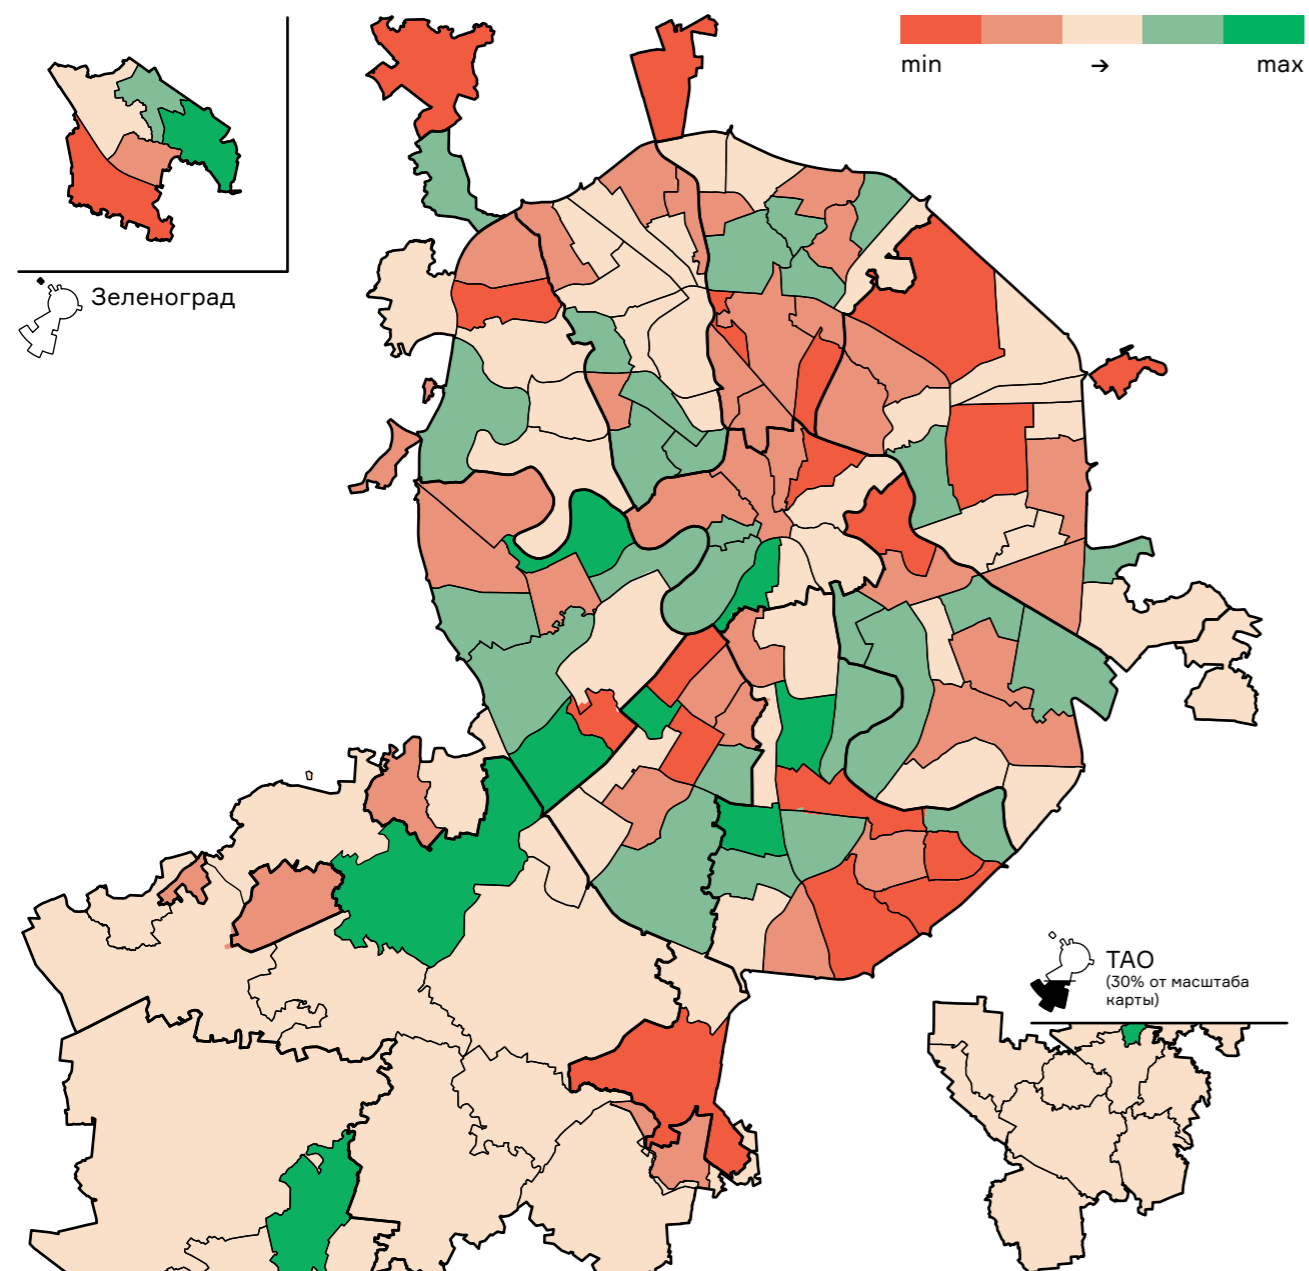 min → max
Зеленоград
ТАО
(30% от масштаба
карты)